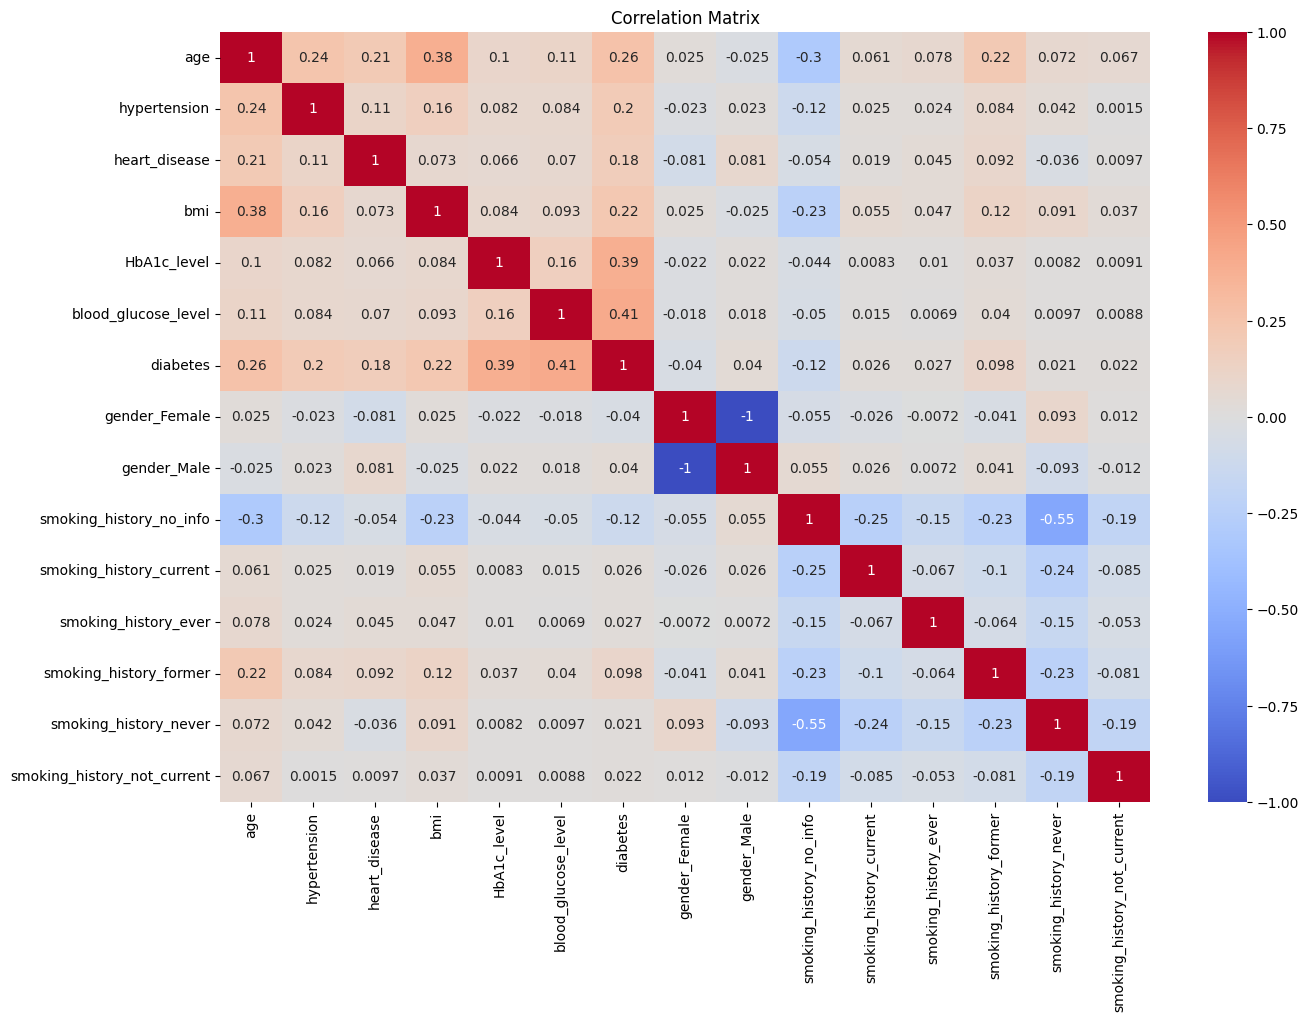 Correlation Matrix
age 1 0.24 0.21 0.38 0.1 0.11 0.26 0.025 -0.025 -0.3 0.061 0.078 0.22 0.072 0.067
hypertension 0.24 1 0.11 0.16 0.082 0.084 0.2 -0.023 0.023 -0.12 0.025 0.024 0.084 0.042 0.0015
heart_disease 0.21 0.11 1 0.073 0.066 0.07 0.18 -0.081 0.081 -0.054 0.019 0.045 0.092 -0.036 0.0097
bmi 0.38 0.16 0.073 1 0.084 0.093 0.22 0.025 -0.025 -0.23 0.055 0.047 0.12 0.091 0.037
HbA1c_level 0.1 0.082 0.066 0.084 1 0.16 0.39 -0.022 0.022 -0.044 0.0083 0.01 0.037 0.0082 0.0091
blood_glucose_level 0.11 0.084 0.07 0.093 0.16 1 0.41 -0.018 0.018 -0.05 0.015 0.0069 0.04 0.0097 0.0088
diabetes 0.26 0.2 0.18 0.22 0.39 0.41 1 -0.04 0.04 -0.12 0.026 0.027 0.098 0.021 0.022
gender_Female 0.025 -0.023 -0.081 0.025 -0.022 -0.018 -0.04 1 -1 -0.055 -0.026 -0.0072 -0.041 0.093 0.012
gender_Male -0.025 0.023 0.081 -0.025 0.022 0.018 0.04 -1 1 0.055 0.026 0.0072 0.041 -0.093 -0.012
smoking_history_no_info -0.3 -0.12 -0.054 -0.23 -0.044 -0.05 -0.12 -0.055 0.055 1 -0.25 -0.15 -0.23 -0.55 -0.19
smoking_history_current 0.061 0.025 0.019 0.055 0.0083 0.015 0.026 -0.026 0.026 -0.25 1 -0.067 -0.1 -0.24 -0.085
smoking_history_ever 0.078 0.024 0.045 0.047 0.01 0.0069 0.027 -0.0072 0.0072 -0.15 -0.067 1 -0.064 -0.15 -0.053
smoking_history_former 0.22 0.084 0.092 0.12 0.037 0.04 0.098 -0.041 0.041 -0.23 -0.1 -0.064 1 -0.23 -0.081
smoking_history_never 0.072 0.042 -0.036 0.091 0.0082 0.0097 0.021 0.093 -0.093 -0.55 -0.24 -0.15 -0.23 1 -0.19
smoking_history_not_current 0.067 0.0015 0.0097 0.037 0.0091 0.0088 0.022 0.012 -0.012 -0.19 -0.085 -0.053 -0.081 -0.19 1
age
hypertension
heart_disease
bmi
HbA1c_level
blood_glucose_level
diabetes
gender_Female
gender_Male
smoking_history_no_info
smoking_history_current
smoking_history_ever
smoking_history_former
smoking_history_never
smoking_history_not_current
1.00
0.75
0.50
0.25
0.00
−0.25
−0.50
−0.75
−1.00